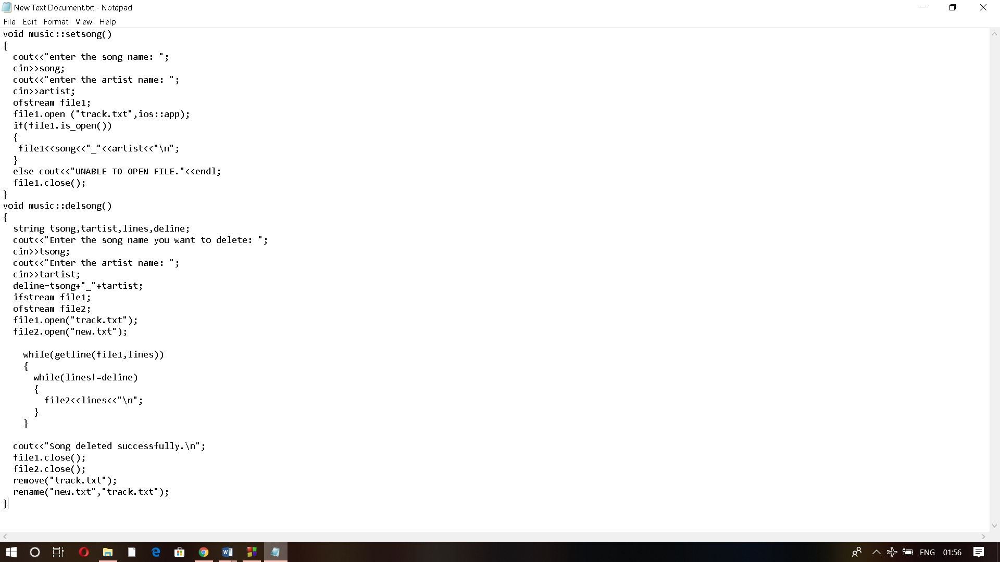 New Text Document.txt - Notepad
File Edit Format View Help
void music::setsong()
{
  cout<<"enter the song name: ";
  cin>>song;
  cout<<"enter the artist name: ";
  cin>>artist;
  ofstream file1;
  file1.open ("track.txt",ios::app);
  if(file1.is_open())
  {
   file1<<song<<"_"<<artist<<"\n";
  }
  else cout<<"UNABLE TO OPEN FILE."<<endl;
  file1.close();
}
void music::delsong()
{
  string tsong,tartist,lines,deline;
  cout<<"Enter the song name you want to delete: ";
  cin>>tsong;
  cout<<"Enter the artist name: ";
  cin>>tartist;
  deline=tsong+"_"+tartist;
  ifstream file1;
  ofstream file2;
  file1.open("track.txt");
  file2.open("new.txt");

    while(getline(file1,lines))
    {
      while(lines!=deline)
      {
        file2<<lines<<"\n";
      }
    }

  cout<<"Song deleted successfully.\n";
  file1.close();
  file2.close();
  remove("track.txt");
  rename("new.txt","track.txt");
}
ENG 01:56